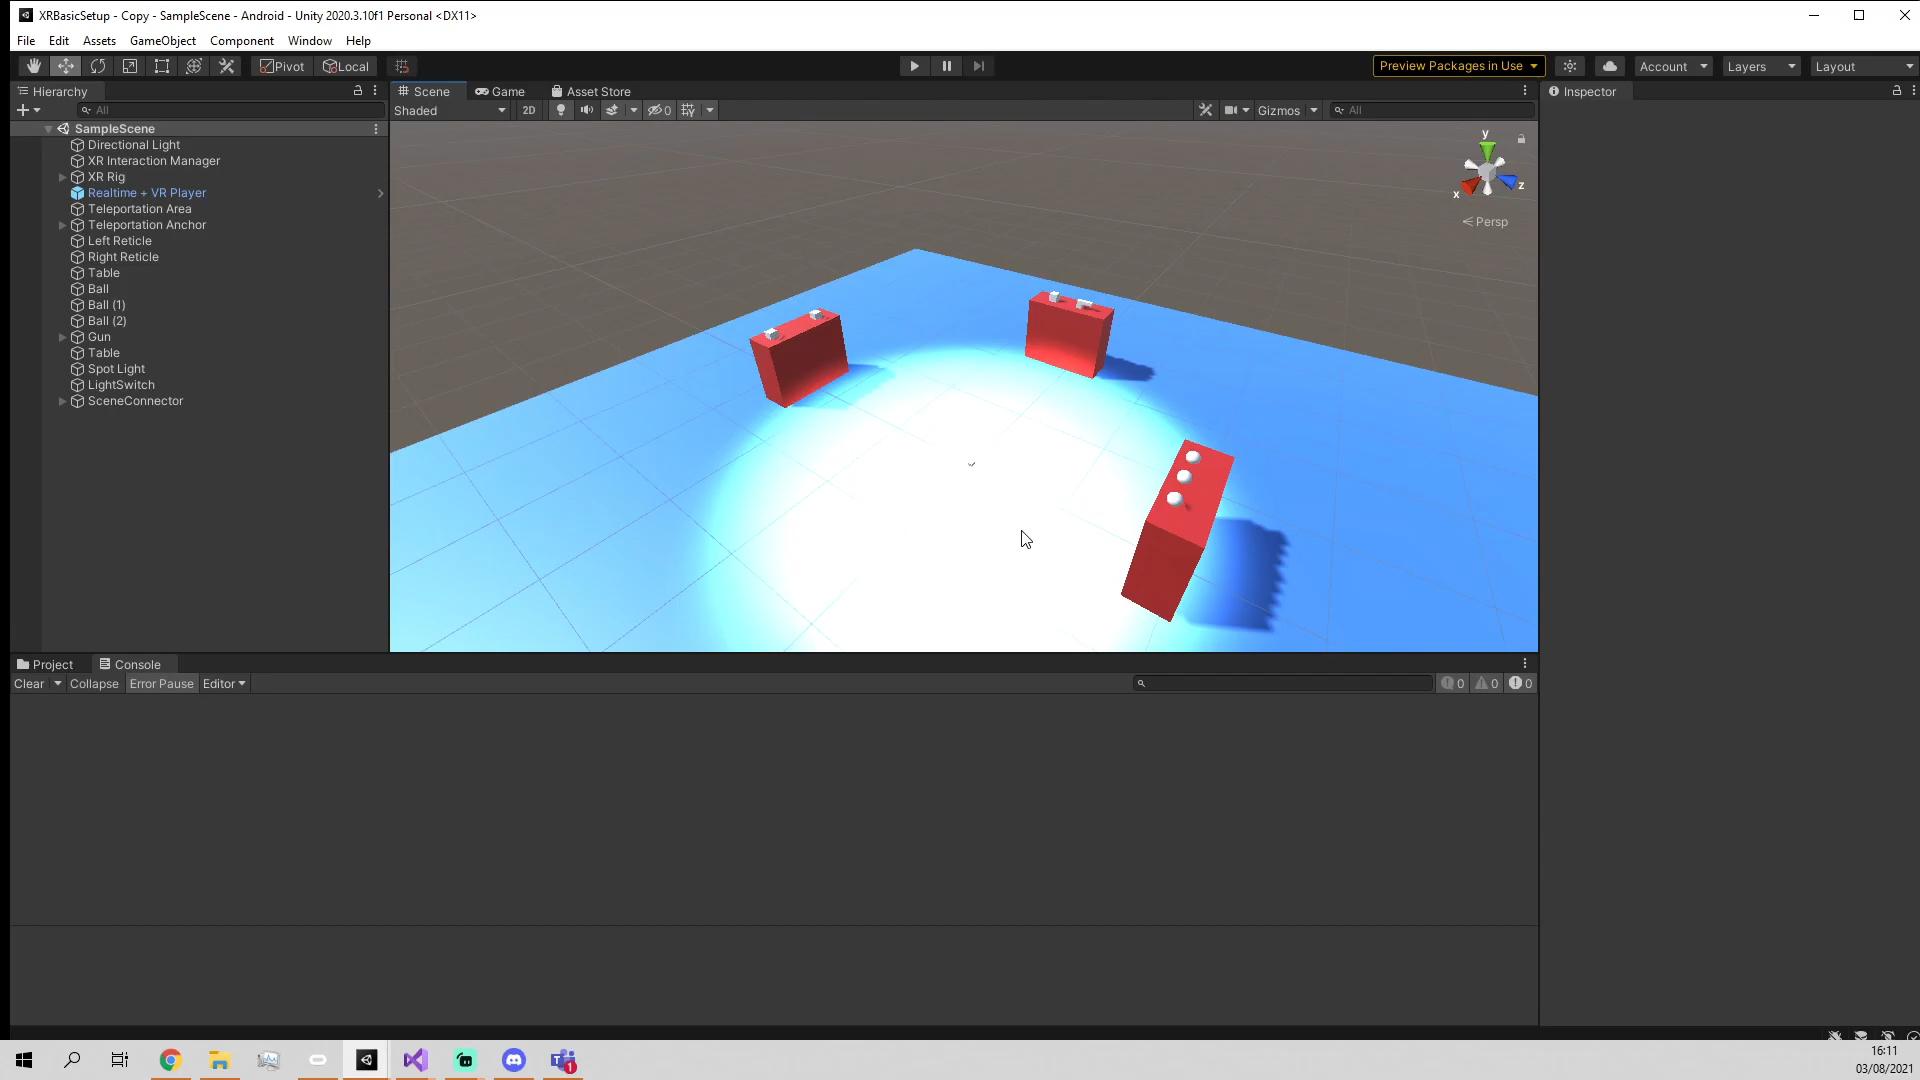 XRBasicSetup - Copy - SampleScene - Android - Unity 2020.3.10f1 Personal <DX11>
File Edit Assets GameObject Component Window Help
Pivot Local Preview Packages in Use Account Layers Layout
Hierarchy Scene Game Asset Store Inspector
All Shaded 2D 0 Gizmos All
SampleScene
Directional Light
XR Interaction Manager
XR Rig
Realtime + VR Player
Teleportation Area
Teleportation Anchor
Left Reticle
Right Reticle
Table
Ball
Ball (1)
Ball (2)
Gun
Table
Spot Light
LightSwitch
SceneConnector
y
x
z
Persp
Project Console
Clear Collapse Error Pause Editor 0 0 0
1
16:11
03/08/2021